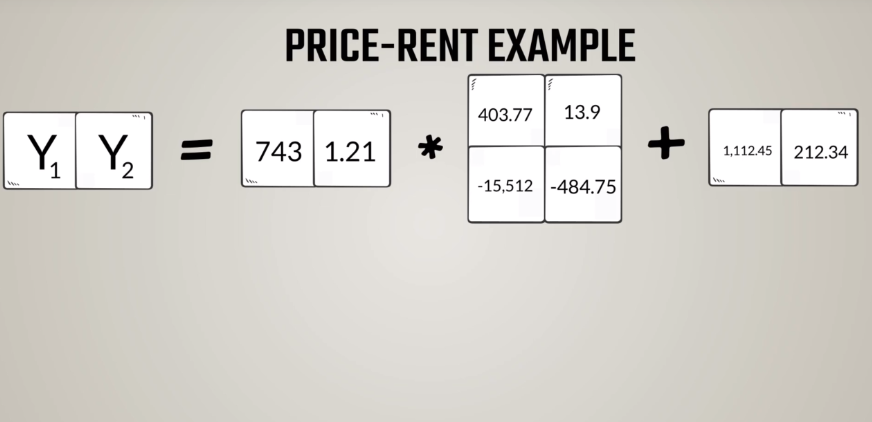 PRICE-RENT EXAMPLE
Y1 Y2 = 743 1.21 * 403.77 13.9 + 1,112.45 212.34
-15,512 -484.75